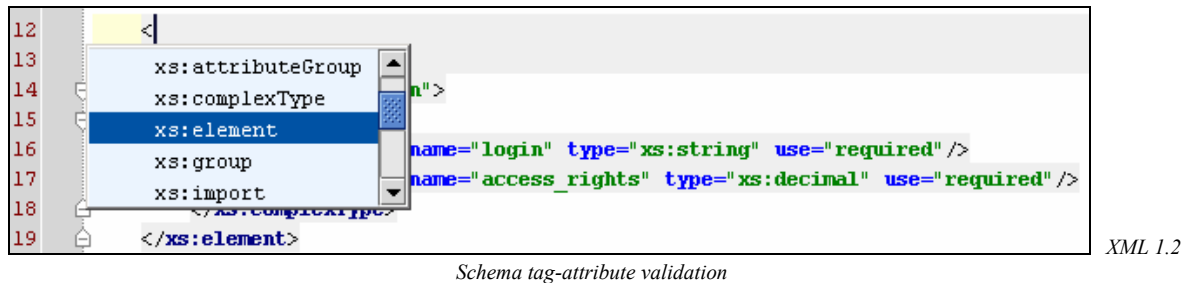 12 <
13
xs:attributeGroup
14 n">
xs:complexType
15
xs:element
16 name="login" type="xs:string" use="required"/>
xs:group
17 name="access_rights" type="xs:decimal" use="required"/>
xs:import
18 </xs:complexType>
19 </xs:element>
XML 1.2
Schema tag-attribute validation